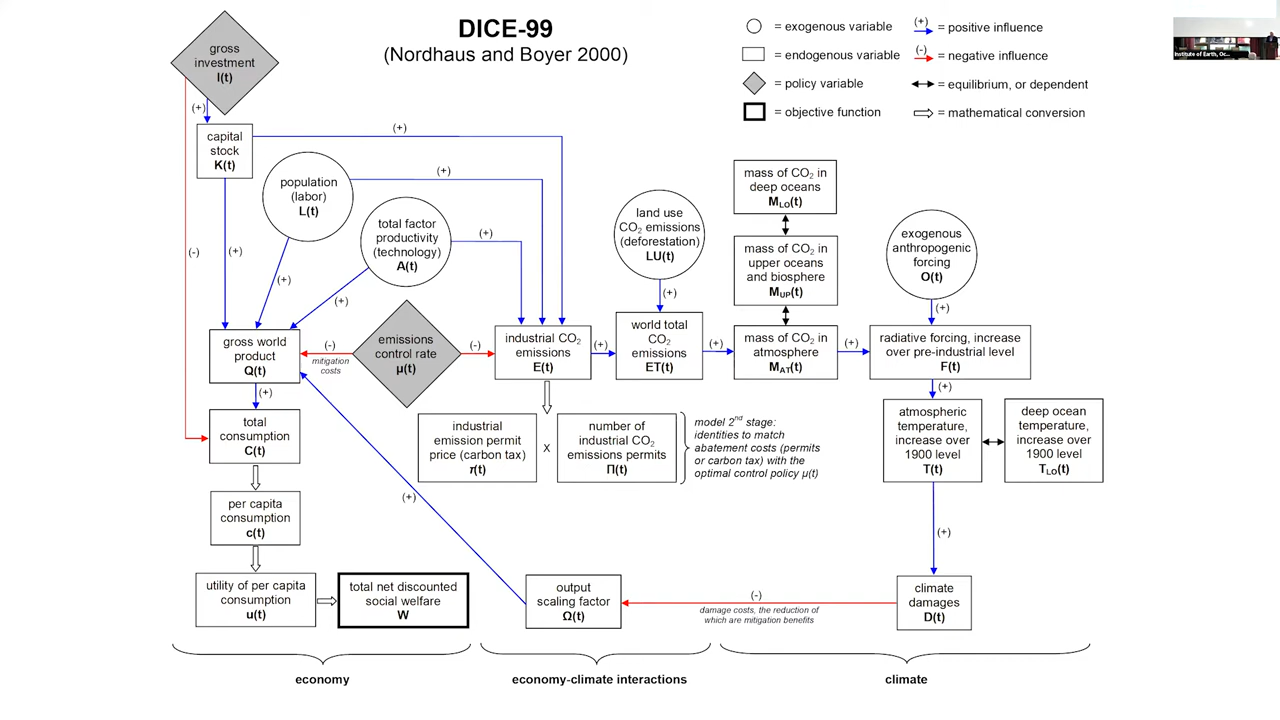 DICE-99
(Nordhaus and Boyer 2000)
= exogenous variable
= endogenous variable
= policy variable
= objective function
(+)
= positive influence
(-)
= negative influence
= equilibrium, or dependent
= mathematical conversion
Institute of Earth, Oc...
gross
investment
I(t)
(+)
capital
stock
K(t)
(+)
population
(labor)
L(t)
(+)
total factor
productivity
(technology)
A(t)
(+)
(-)
(+)
(+)
(+)
land use
CO2 emissions
(deforestation)
LU(t)
(+)
mass of CO2 in
deep oceans
MLO(t)
mass of CO2 in
upper oceans
and biosphere
MUP(t)
exogenous
anthropogenic
forcing
O(t)
(+)
gross world
product
Q(t)
(-)
mitigation
costs
emissions
control rate
μ(t)
(-)
industrial CO2
emissions
E(t)
(+)
world total
CO2
emissions
ET(t)
(+)
mass of CO2 in
atmosphere
MAT(t)
(+)
radiative forcing, increase
over pre-industrial level
F(t)
(+)
(+)
total
consumption
C(t)
industrial
emission permit
price (carbon tax)
τ(t)
X
number of
industrial CO2
emissions permits
Π(t)
model 2nd stage:
identities to match
abatement costs (permits
or carbon tax) with the
optimal control policy μ(t)
atmospheric
temperature,
increase over
1900 level
T(t)
deep ocean
temperature,
increase over
1900 level
TLO(t)
per capita
consumption
c(t)
(+)
(+)
utility of per capita
consumption
u(t)
total net discounted
social welfare
W
output
scaling factor
Ω(t)
(-)
damage costs, the reduction of
which are mitigation benefits
climate
damages
D(t)
economy
economy-climate interactions
climate